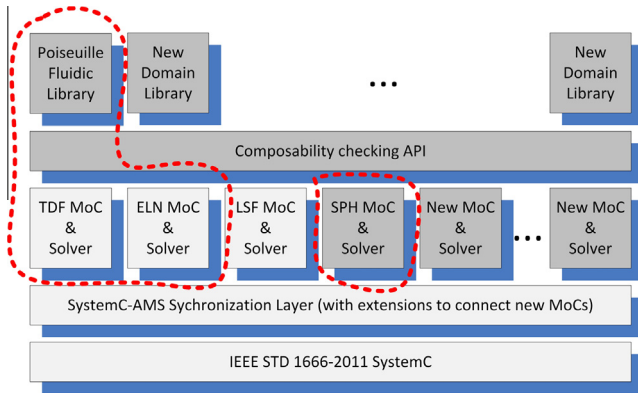 Poiseuille
Fluidic
Library
New
Domain
Library
...
New
Domain
Library
Composability checking API
TDF MoC
&
Solver
ELN MoC
&
Solver
LSF MoC
&
Solver
SPH MoC
&
Solver
New MoC
&
Solver
...
New MoC
&
Solver
SystemC-AMS Sychronization Layer (with extensions to connect new MoCs)
IEEE STD 1666-2011 SystemC